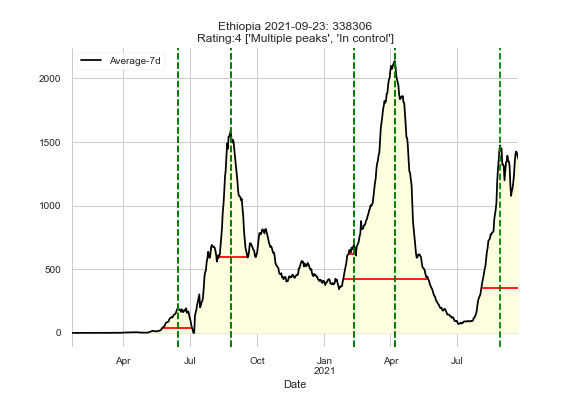 Ethiopia 2021-09-23: 338306
Rating:4 ['Multiple peaks', 'In control']
Average-7d
2000
1500
1000
500
0
Apr
Jul
Oct
Jan
2021
Apr
Jul
Date